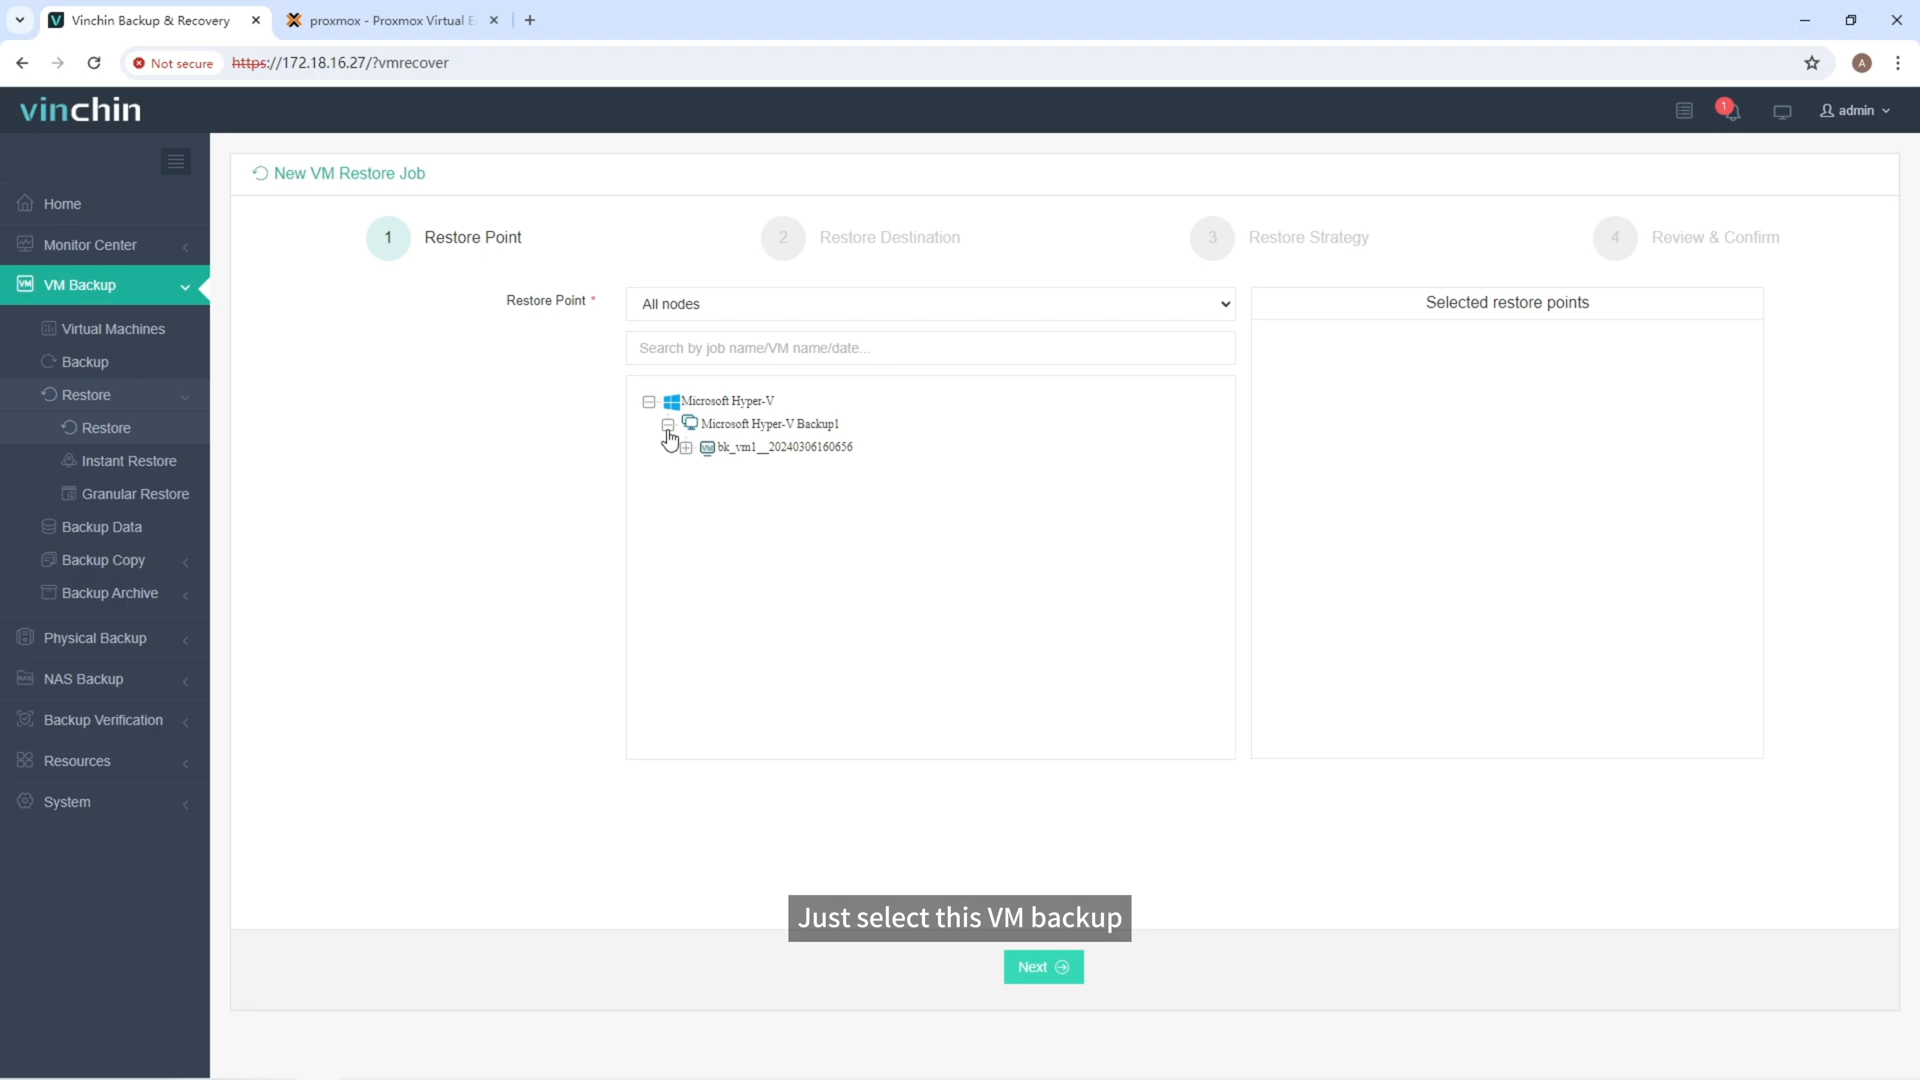 Vinchin Backup & Recovery
proxmox - Proxmox Virtual E
Not secure
https://172.18.16.27/?vmrecover
A
vinchin
1
admin
New VM Restore Job
Home
Monitor Center
VM Backup
Virtual Machines
Backup
Restore
Restore
Instant Restore
Granular Restore
Backup Data
Backup Copy
Backup Archive
Physical Backup
NAS Backup
Backup Verification
Resources
System
1 Restore Point
2 Restore Destination
3 Restore Strategy
4 Review & Confirm
Restore Point *
All nodes
Search by job name/VM name/date...
Microsoft Hyper-V
Microsoft Hyper-V Backup1
VM bk_vm1__20240306160656
Selected restore points
Just select this VM backup
Next